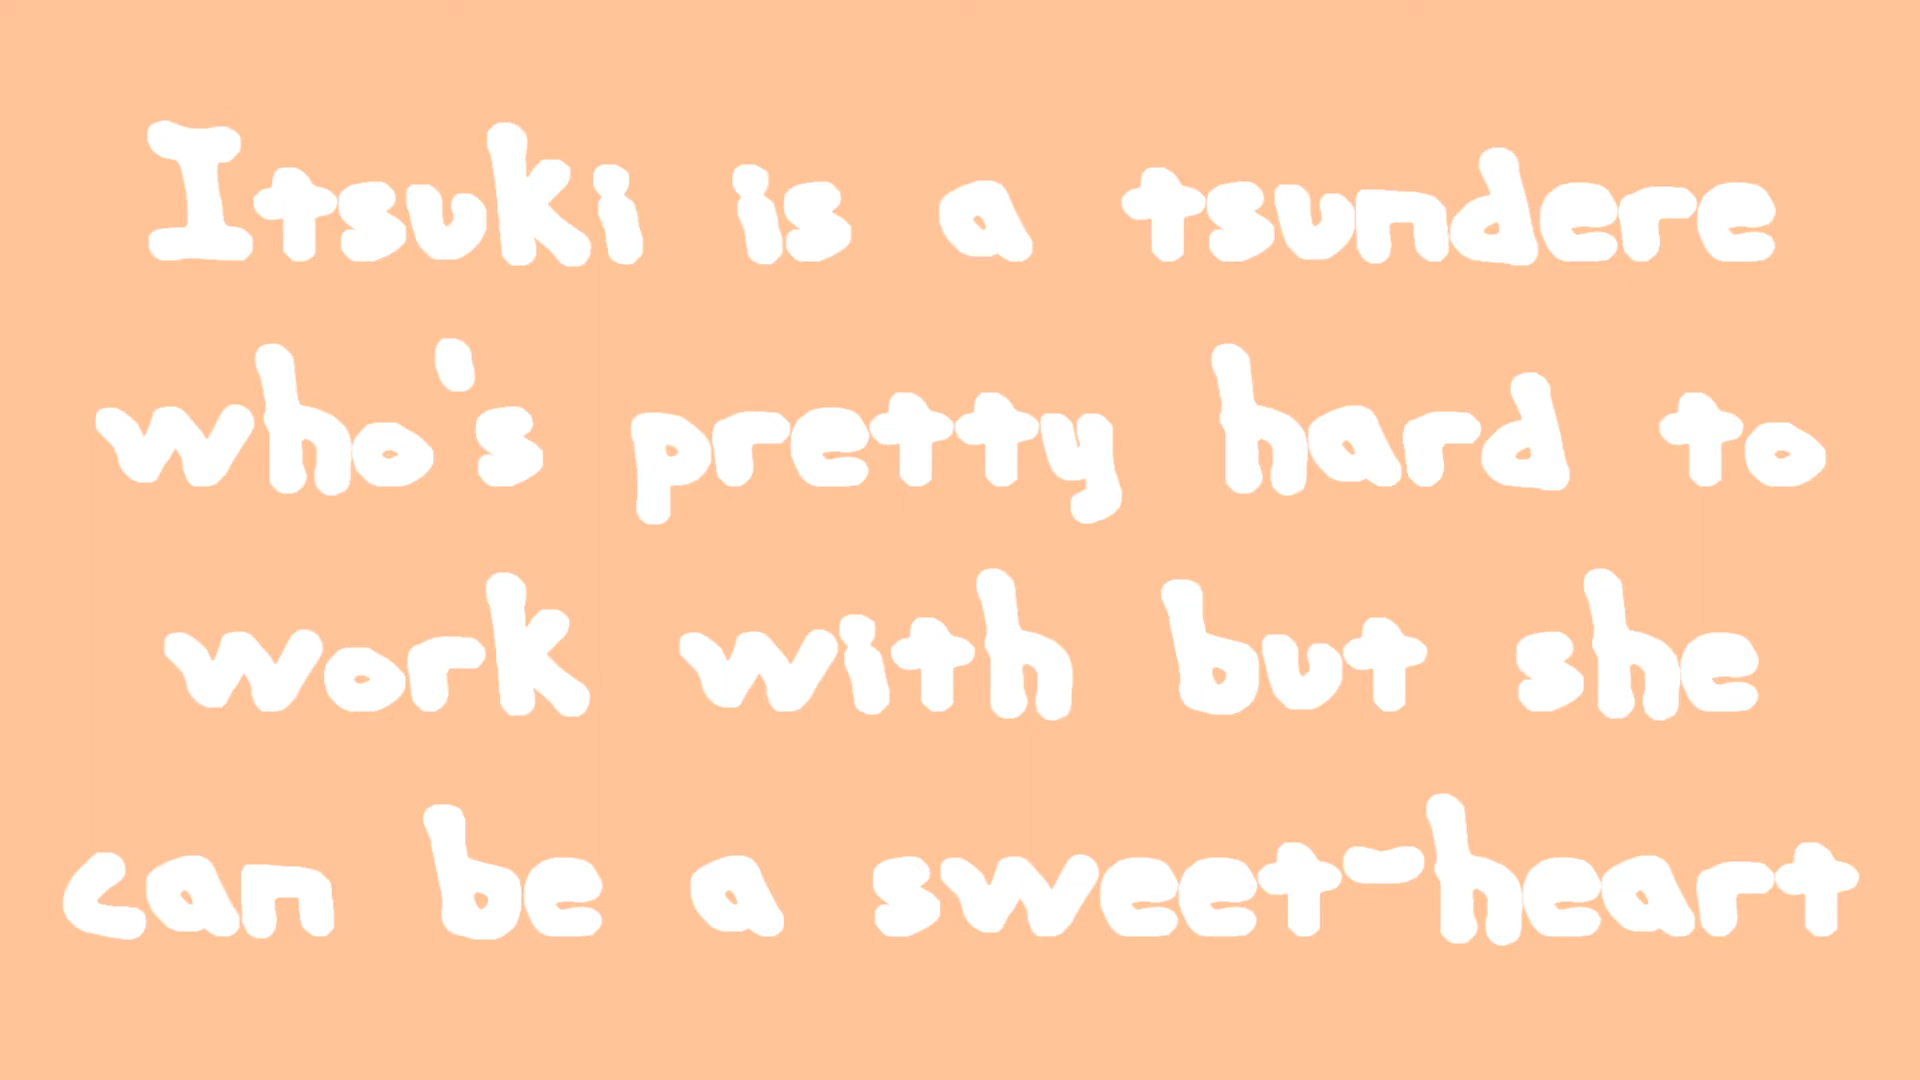 Itsuki is a tsundere
who's pretty hard to
work with but she
can be a sweet-heart